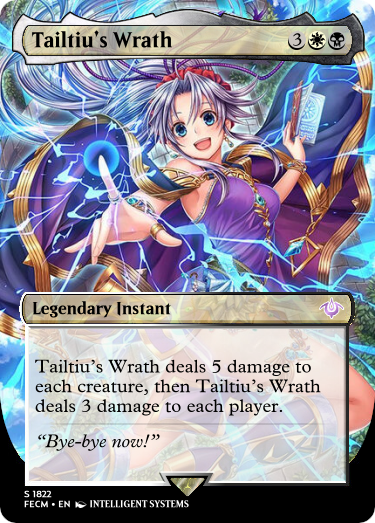 Tailtiu's Wrath 3
Legendary Instant
Tailtiu's Wrath deals 5 damage to
each creature, then Tailtiu's Wrath
deals 3 damage to each player.
“Bye-bye now!”
S 1822
FECM • EN INTELLIGENT SYSTEMS